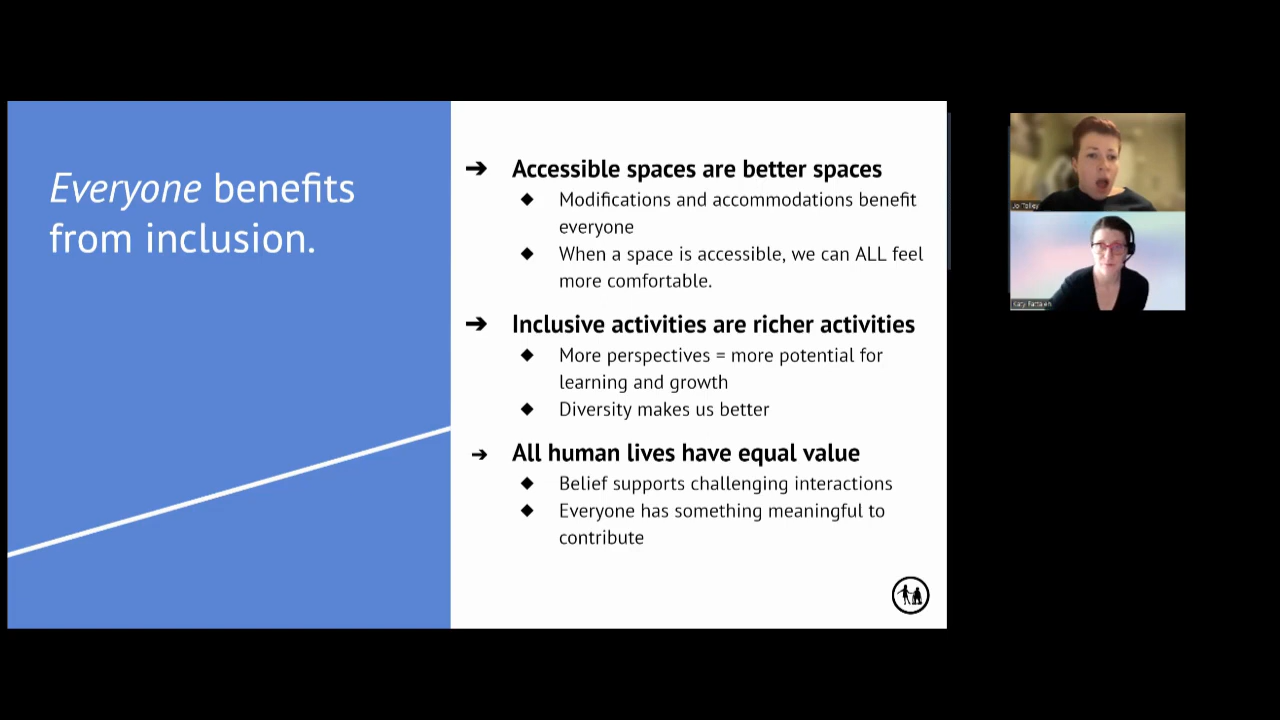 Everyone benefits
from inclusion.
➔ Accessible spaces are better spaces
◆ Modifications and accommodations benefit
everyone
◆ When a space is accessible, we can ALL feel
more comfortable.
➔ Inclusive activities are richer activities
◆ More perspectives = more potential for
learning and growth
◆ Diversity makes us better
➔ All human lives have equal value
◆ Belief supports challenging interactions
◆ Everyone has something meaningful to
contribute
Jo Talley
Katy